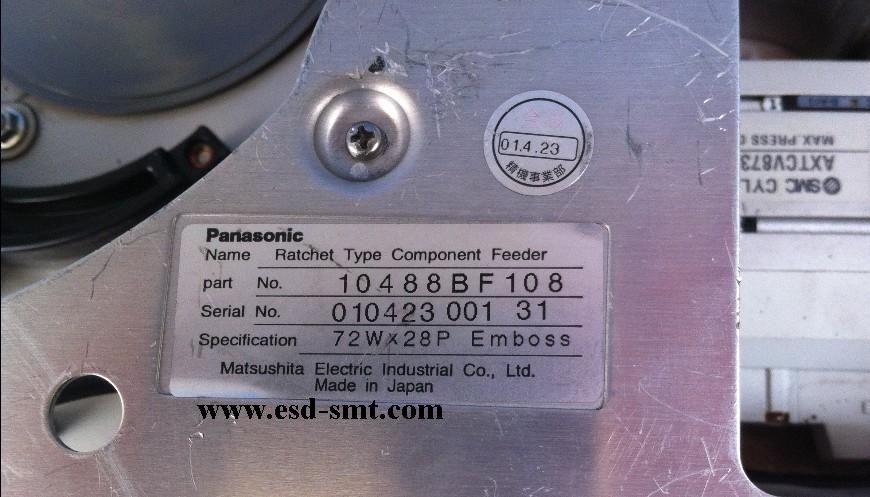 01.4.23
精機事業部
Panasonic
Name Ratchet Type Component Feeder
part No. 10488BF108
Serial No. 010423 001 31
Specification 72W×28P Emboss
Matsushita Electric Industrial Co., Ltd.
Made in Japan
www.esd-smt.com
SMC CYL
AXTCV873
MAX.PRESS